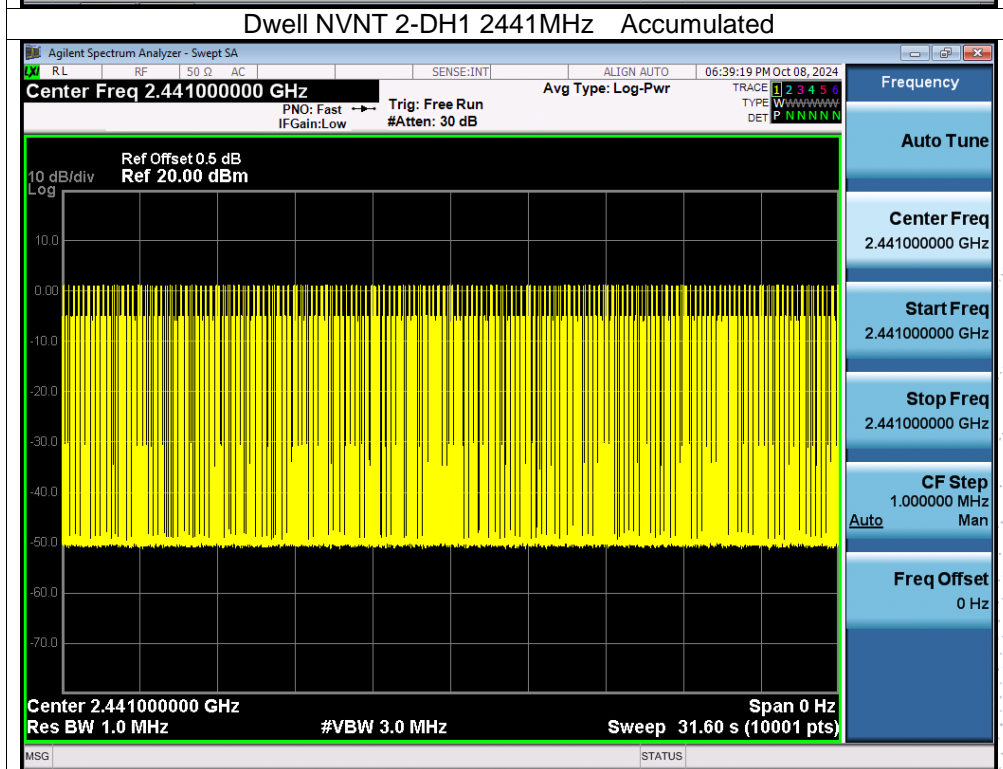 Dwell NVNT 2-DH1 2441MHz Accumulated
Agilent Spectrum Analyzer - Swept SA
LXI RL RF 50 Ω AC SENSE:INT ALIGN AUTO 06:39:19 PM Oct 08, 2024
Center Freq 2.441000000 GHz Avg Type: Log-Pwr TRACE 1 2 3 4 5 6
PNO: Fast Trig: Free Run TYPE WWWWWW
IFGain:Low #Atten: 30 dB DET P N N N N N
Frequency
Auto Tune
Center Freq
2.441000000 GHz
Start Freq
2.441000000 GHz
Stop Freq
2.441000000 GHz
CF Step
1.000000 MHz
Auto Man
Freq Offset
0 Hz
Ref Offset 0.5 dB
10 dB/div Ref 20.00 dBm
Log
10.0
0.00
-10.0
-20.0
-30.0
-40.0
-50.0
-60.0
-70.0
Center 2.441000000 GHz Span 0 Hz
Res BW 1.0 MHz #VBW 3.0 MHz Sweep 31.60 s (10001 pts)
MSG STATUS